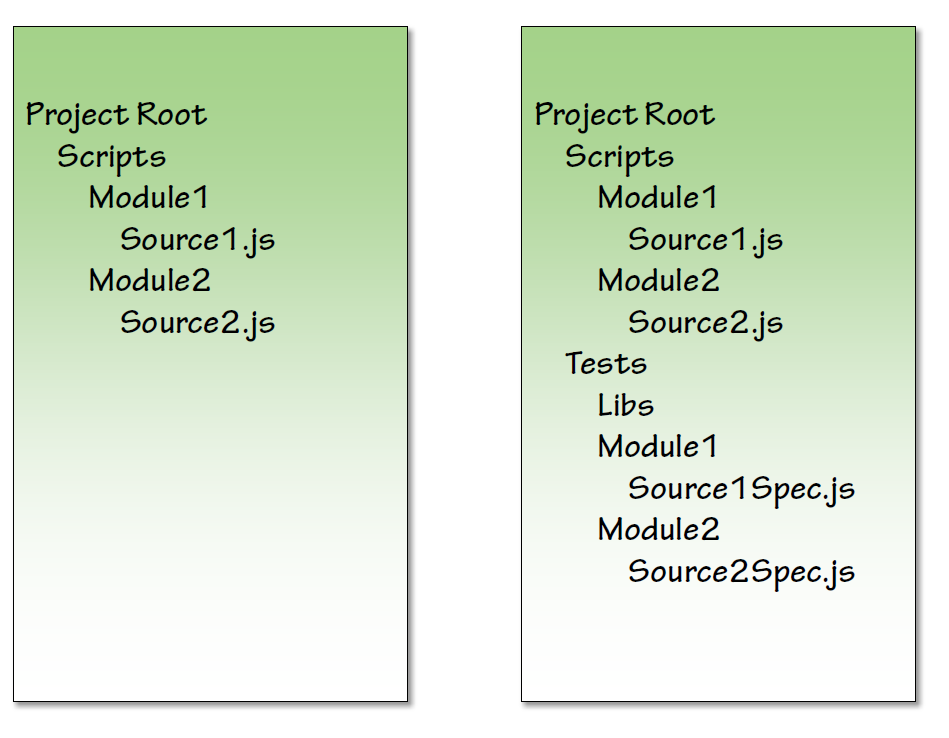 Project Root
Scripts
Module1
Source1.js
Module2
Source2.js
Project Root
Scripts
Module1
Source1.js
Module2
Source2.js
Tests
Libs
Module1
Source1Spec.js
Module2
Source2Spec.js